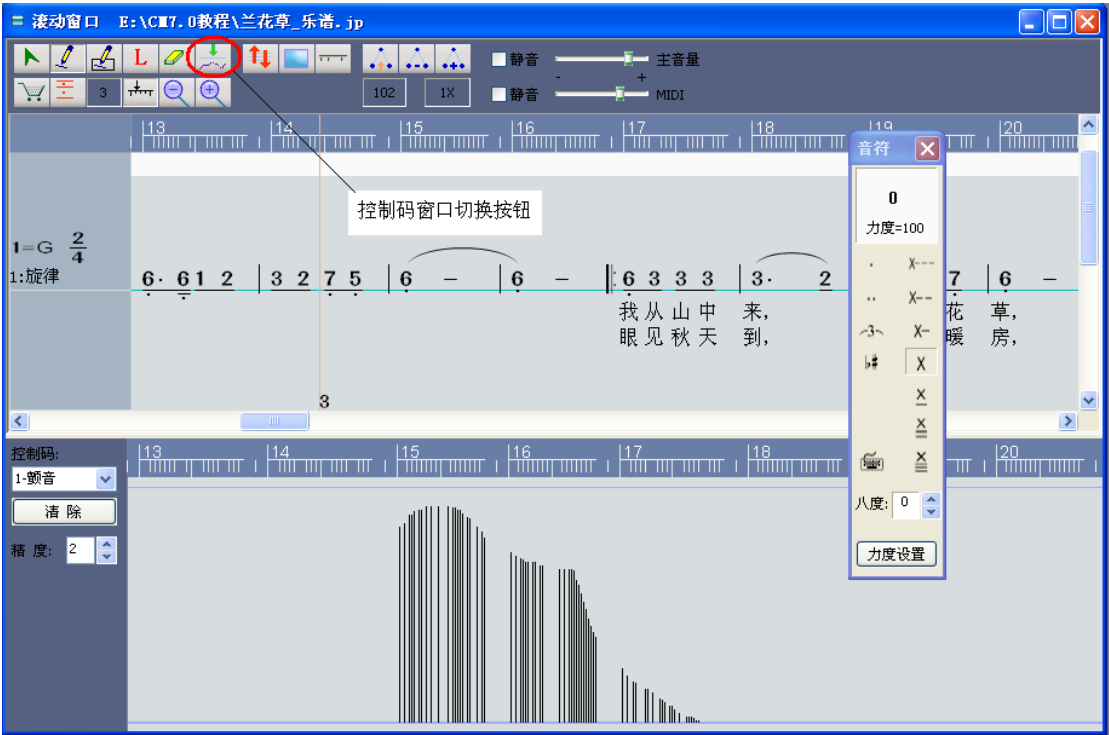 滚动窗口 E:\CM7.0教程\兰花草_乐谱.jp
L
静音 - + 主音量
3 102 1X 静音 MIDI
13 14 15 16 17 18 19 20
控制码窗口切换按钮
1=G 2/4
1:旋律
6· 6 1 2 | 3 2 7 5 | 6 – | 6 – ‖: 6 3 3 3 | 3· 2 7 | 6 –
我 从 山 中 来, 花 草,
眼 见 秋 天 到, 暖 房,
3
音符
0
力度=100
· X---
·· X--
3 X-
b# X
X
X
X
八度: 0
力度设置
控制码:
13 14 15 16 17 18 20
1-颤音
清 除
精 度: 2